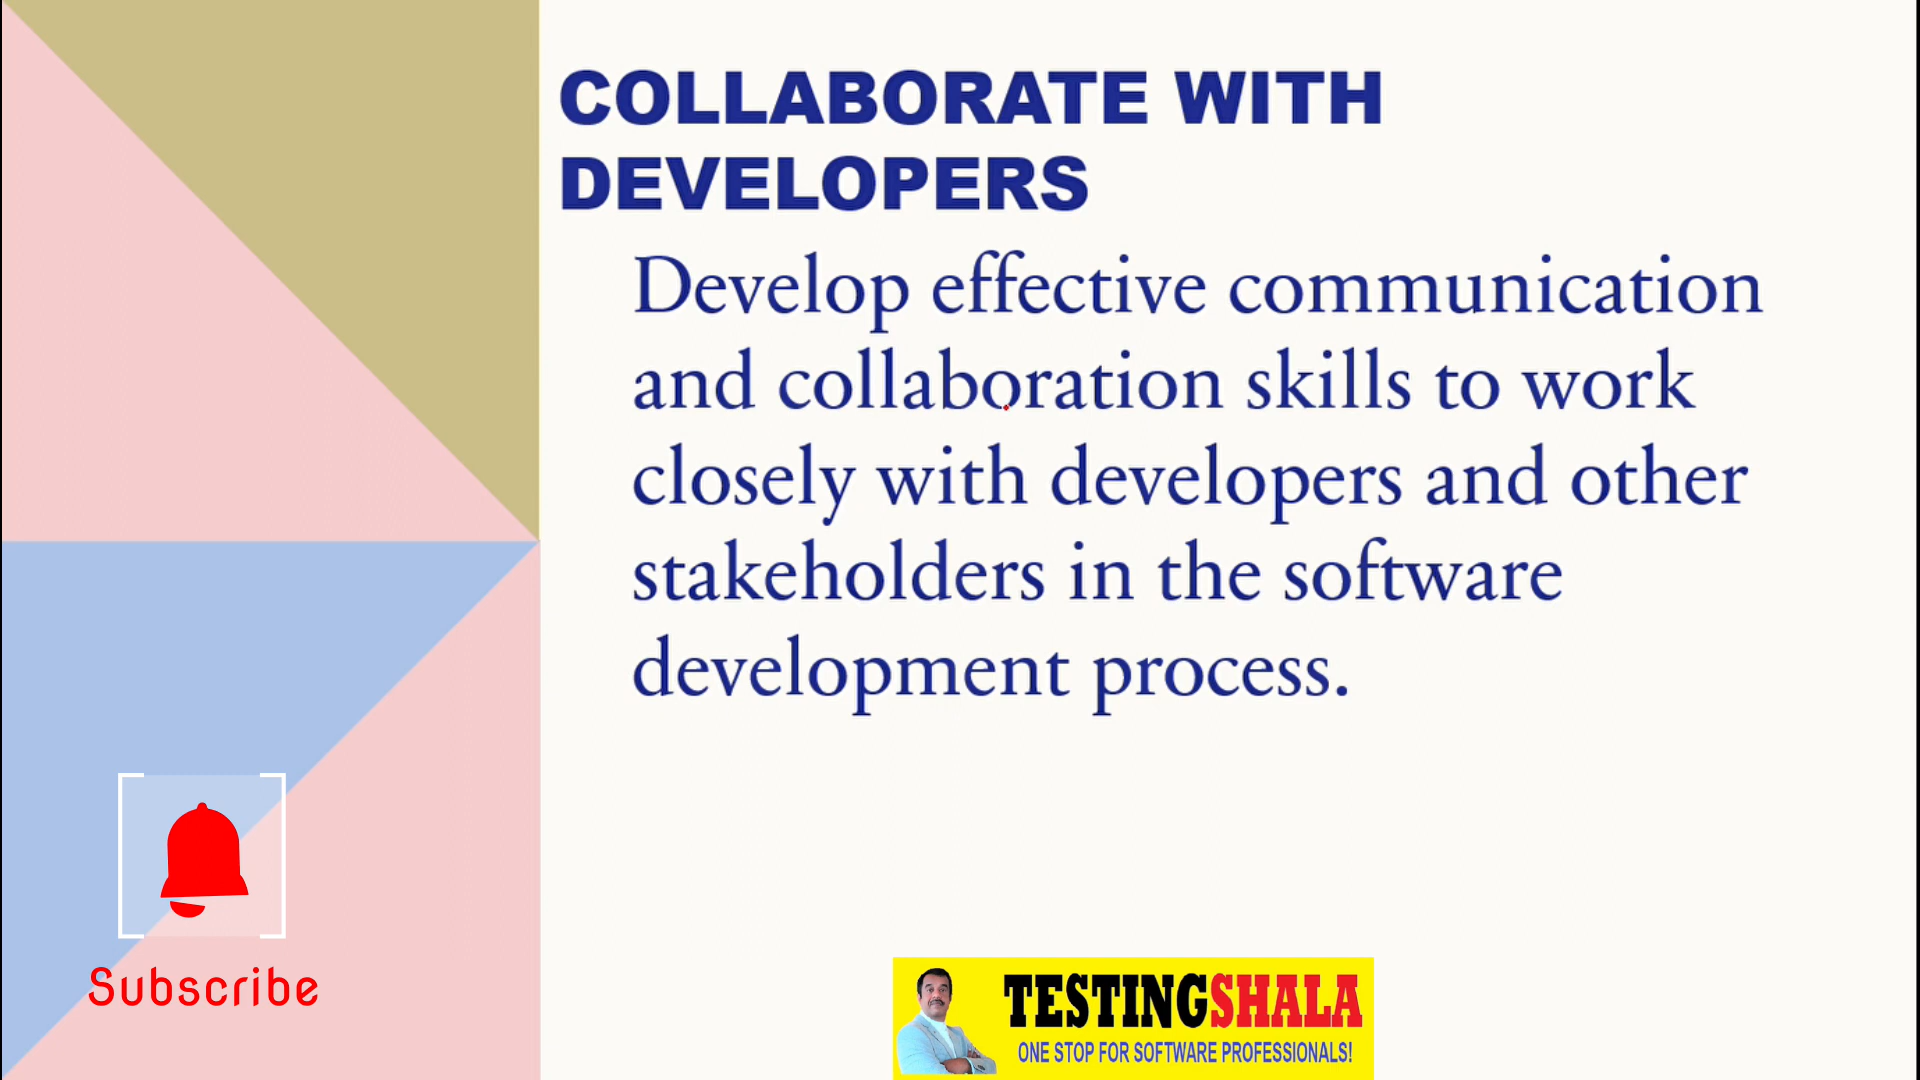 COLLABORATE WITH
DEVELOPERS
Develop effective communication
and collaboration skills to work
closely with developers and other
stakeholders in the software
development process.
Subscribe
TESTINGSHALA
ONE STOP FOR SOFTWARE PROFESSIONALS!